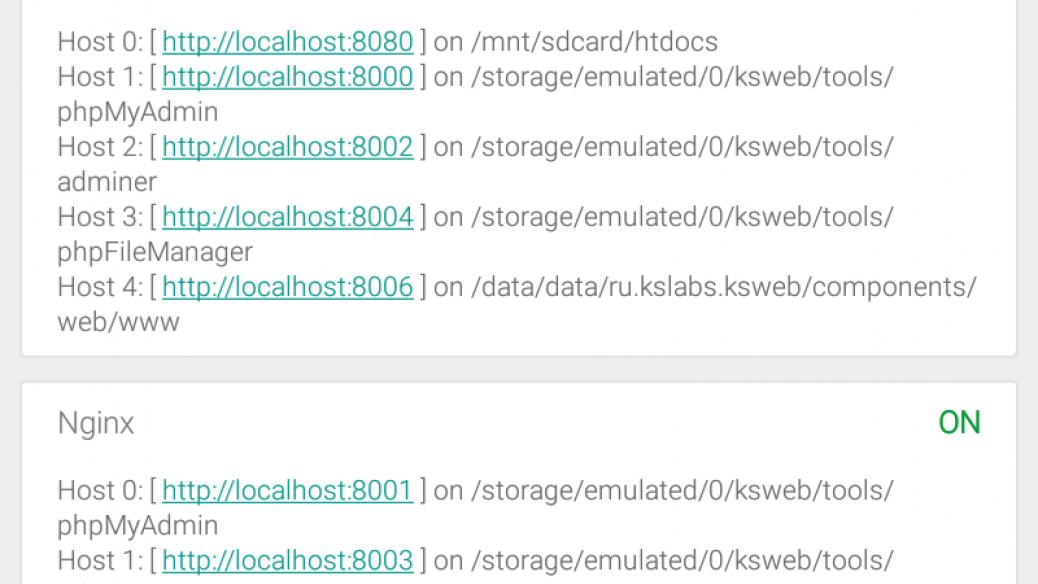 Host 0: [ http://localhost:8080 ] on /mnt/sdcard/htdocs
Host 1: [ http://localhost:8000 ] on /storage/emulated/0/ksweb/tools/
phpMyAdmin
Host 2: [ http://localhost:8002 ] on /storage/emulated/0/ksweb/tools/
adminer
Host 3: [ http://localhost:8004 ] on /storage/emulated/0/ksweb/tools/
phpFileManager
Host 4: [ http://localhost:8006 ] on /data/data/ru.kslabs.ksweb/components/
web/www
Nginx ON
Host 0: [ http://localhost:8001 ] on /storage/emulated/0/ksweb/tools/
phpMyAdmin
Host 1: [ http://localhost:8003 ] on /storage/emulated/0/ksweb/tools/